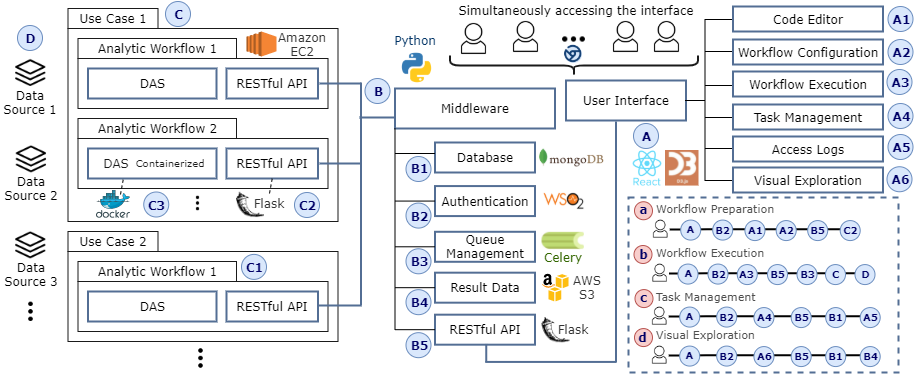 D
Data
Source 1
Data
Source 2
Data
Source 3
Use Case 1
C
Analytic Workflow 1
Amazon
EC2
DAS
RESTful API
Analytic Workflow 2
DAS Containerized
RESTful API
docker
C3
Flask
C2
Use Case 2
Analytic Workflow 1
C1
DAS
RESTful API
Simultaneously accessing the interface
Python
B
Middleware
User Interface
A
React
D3
B1
Database
mongoDB
B2
Authentication
WSO2
B3
Queue
Management
Celery
B4
Result Data
a
AWS
S3
B5
RESTful API
Flask
Code Editor
A1
Workflow Configuration
A2
Workflow Execution
A3
Task Management
A4
Access Logs
A5
Visual Exploration
A6
a Workflow Preparation
A B2 A1 A2 B5 C2
b Workflow Execution
A B2 A3 B5 B3 C D
c Task Management
A B2 A4 B5 B1 A5
d Visual Exploration
A B2 A6 B5 B1 B4